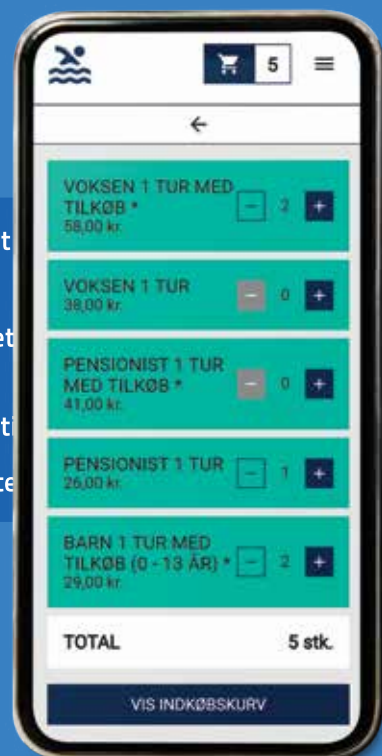 5
VOKSEN 1 TUR MED
TILKØB *
58,00 kr.
2
VOKSEN 1 TUR
38,00 kr.
0
PENSIONIST 1 TUR
MED TILKØB *
41,00 kr.
0
PENSIONIST 1 TUR
26,00 kr.
1
BARN 1 TUR MED
TILKØB (0 - 13 ÅR) *
29,00 kr.
2
TOTAL 5 stk.
VIS INDKØBSKURV